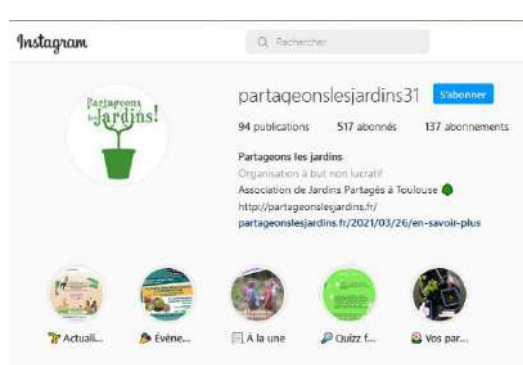 Instagram
Rechercher
Partageons
les Jardins!
partageonslesjardins31 S'abonner
94 publications 517 abonnés 137 abonnements
Partageons les jardins
Organisation à but non lucratif
Association de Jardins Partagés à Toulouse
http://partageonslesjardins.fr/
partageonslesjardins.fr/2021/03/26/en-savoir-plus
Actuali... Évène... À la une Quizz f... Vos par...